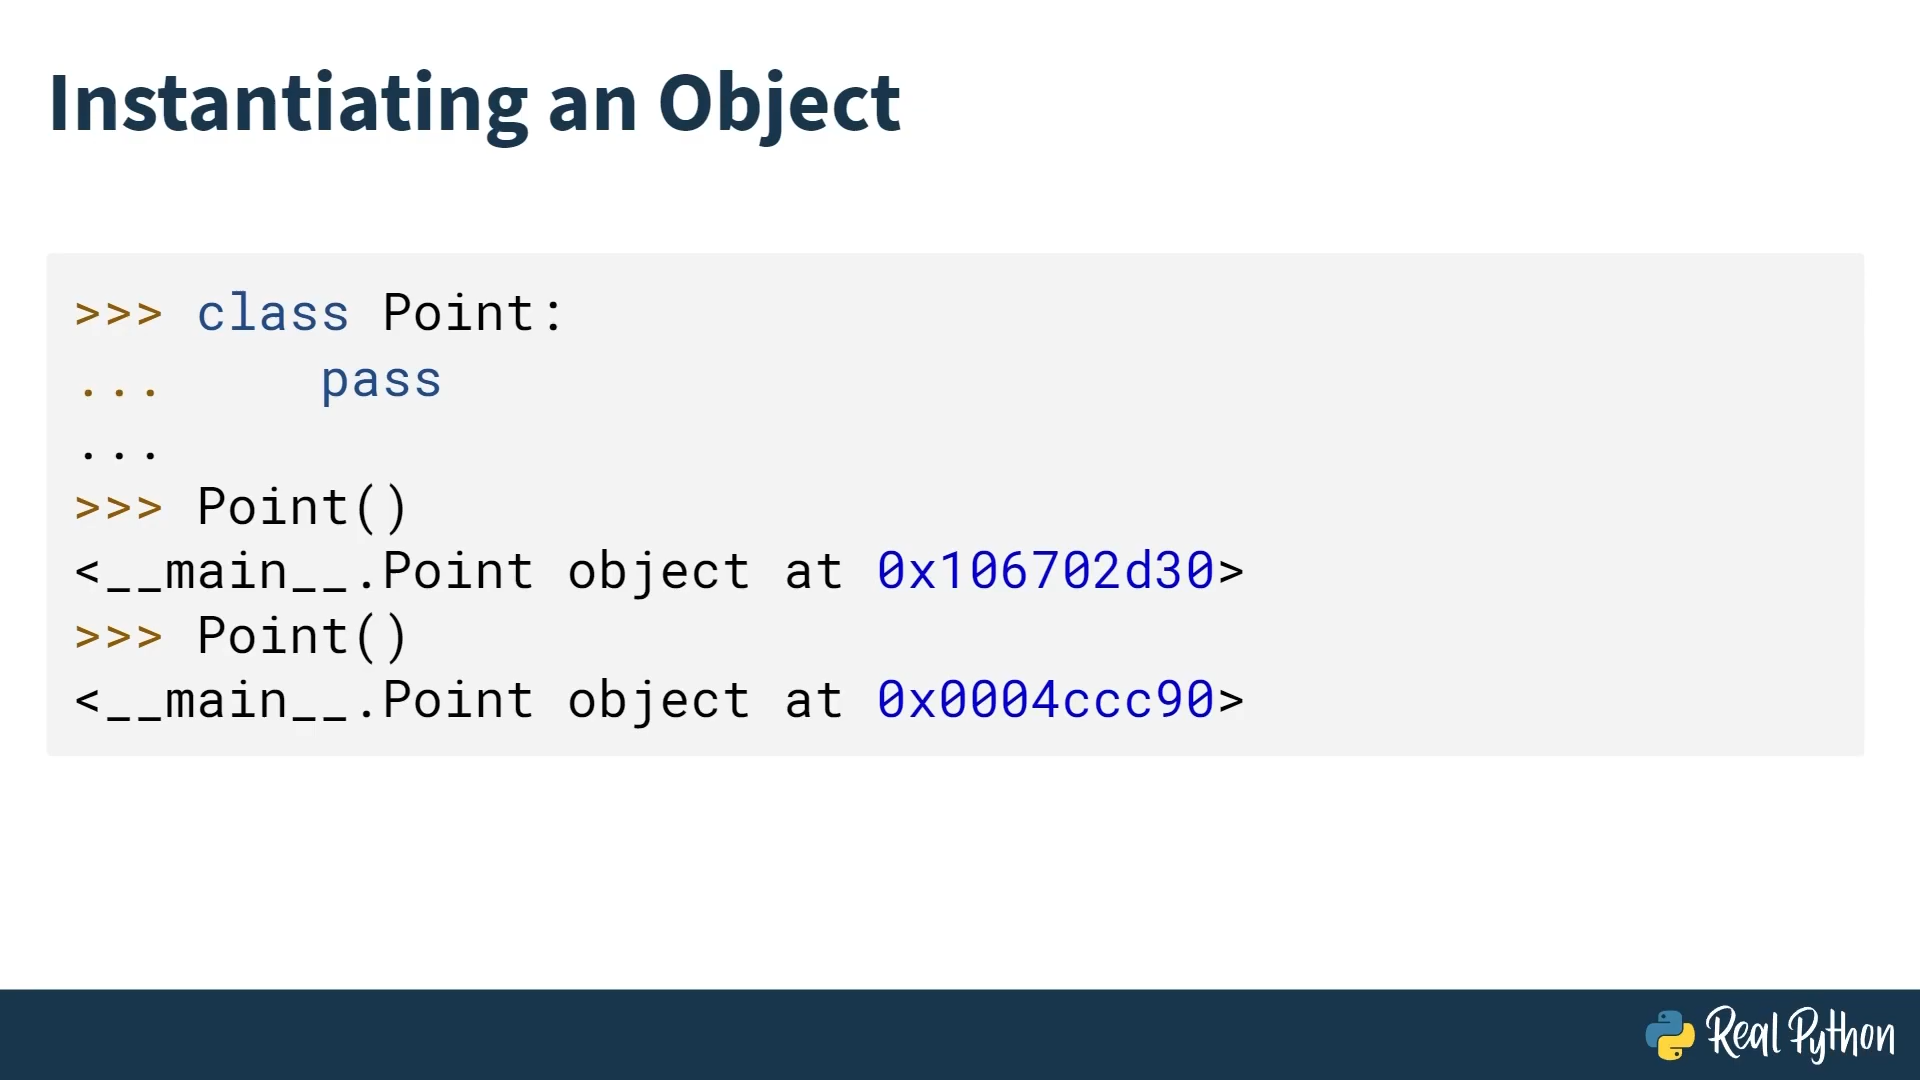 Instantiating an Object
>>> class Point:
...     pass
...
>>> Point()
<__main__.Point object at 0x106702d30>
>>> Point()
<__main__.Point object at 0x0004ccc90>
Real Python